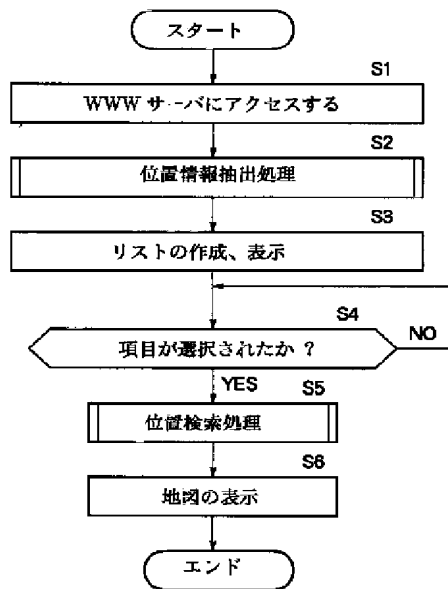 スタート
S1
WWW サーバにアクセスする
S2
位置情報抽出処理
S3
リストの作成、表示
S4
項目が選択されたか ?
NO
YES
S5
位置検索処理
S6
地図の表示
エンド